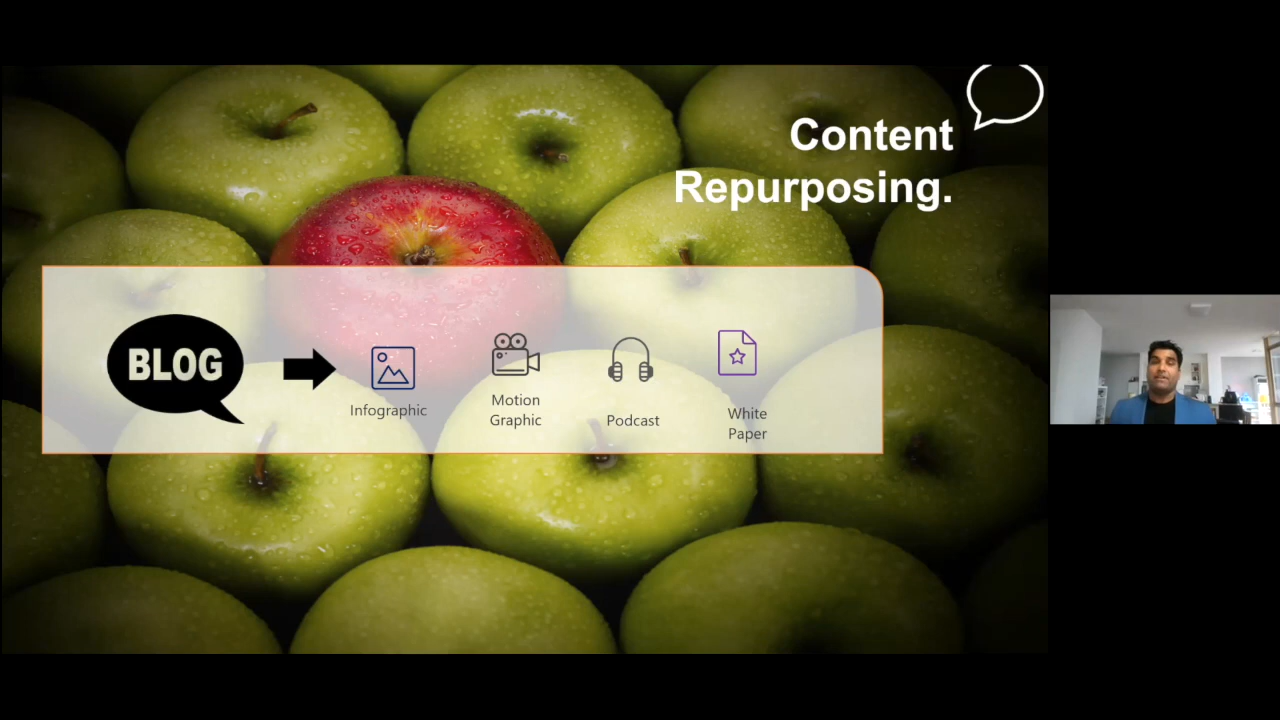 Content
Repurposing.
BLOG
Infographic
Motion
Graphic
Podcast
White
Paper